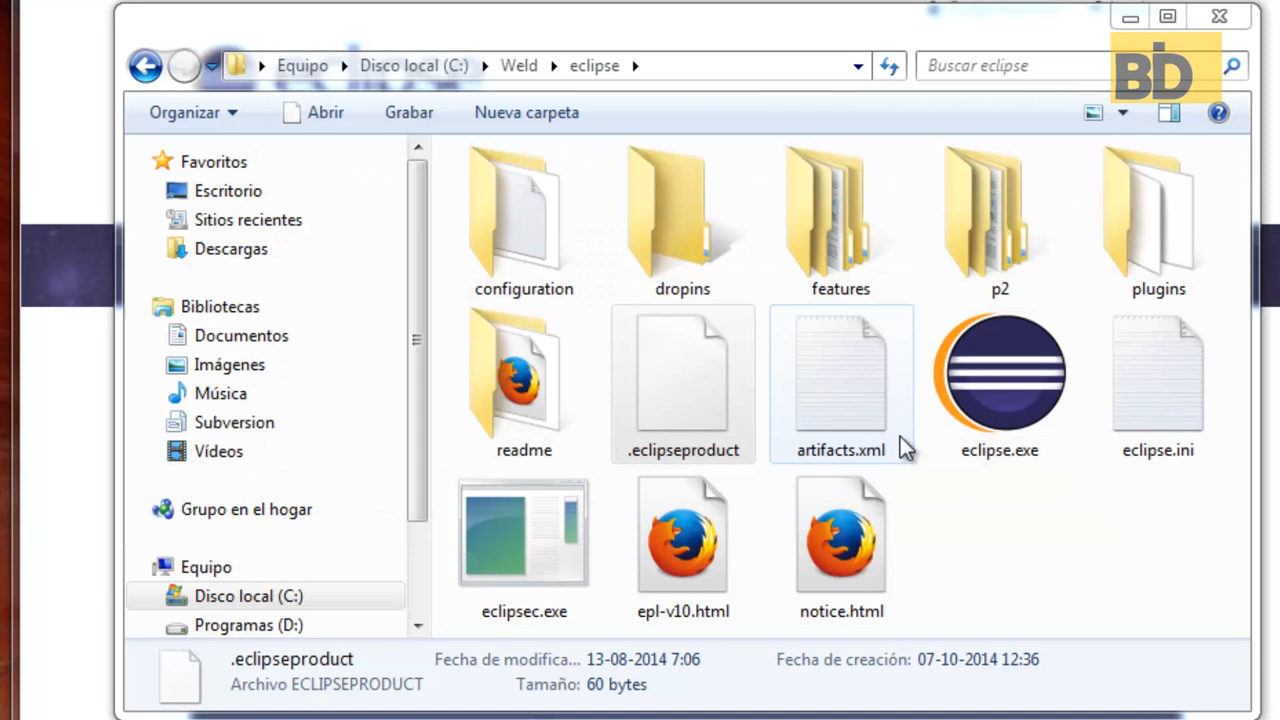 Equipo Disco local (C:) Weld eclipse
Buscar eclipse
BD
Organizar Abrir Grabar Nueva carpeta
Favoritos
Escritorio
Sitios recientes
Descargas
Bibliotecas
Documentos
Imágenes
Música
Subversion
Vídeos
Grupo en el hogar
Equipo
Disco local (C:)
Programas (D:)
configuration dropins features p2 plugins
readme .eclipseproduct artifacts.xml eclipse.exe eclipse.ini
eclipsec.exe epl-v10.html notice.html
.eclipseproduct Fecha de modifica... 13-08-2014 7:06 Fecha de creación: 07-10-2014 12:36
Archivo ECLIPSEPRODUCT Tamaño: 60 bytes